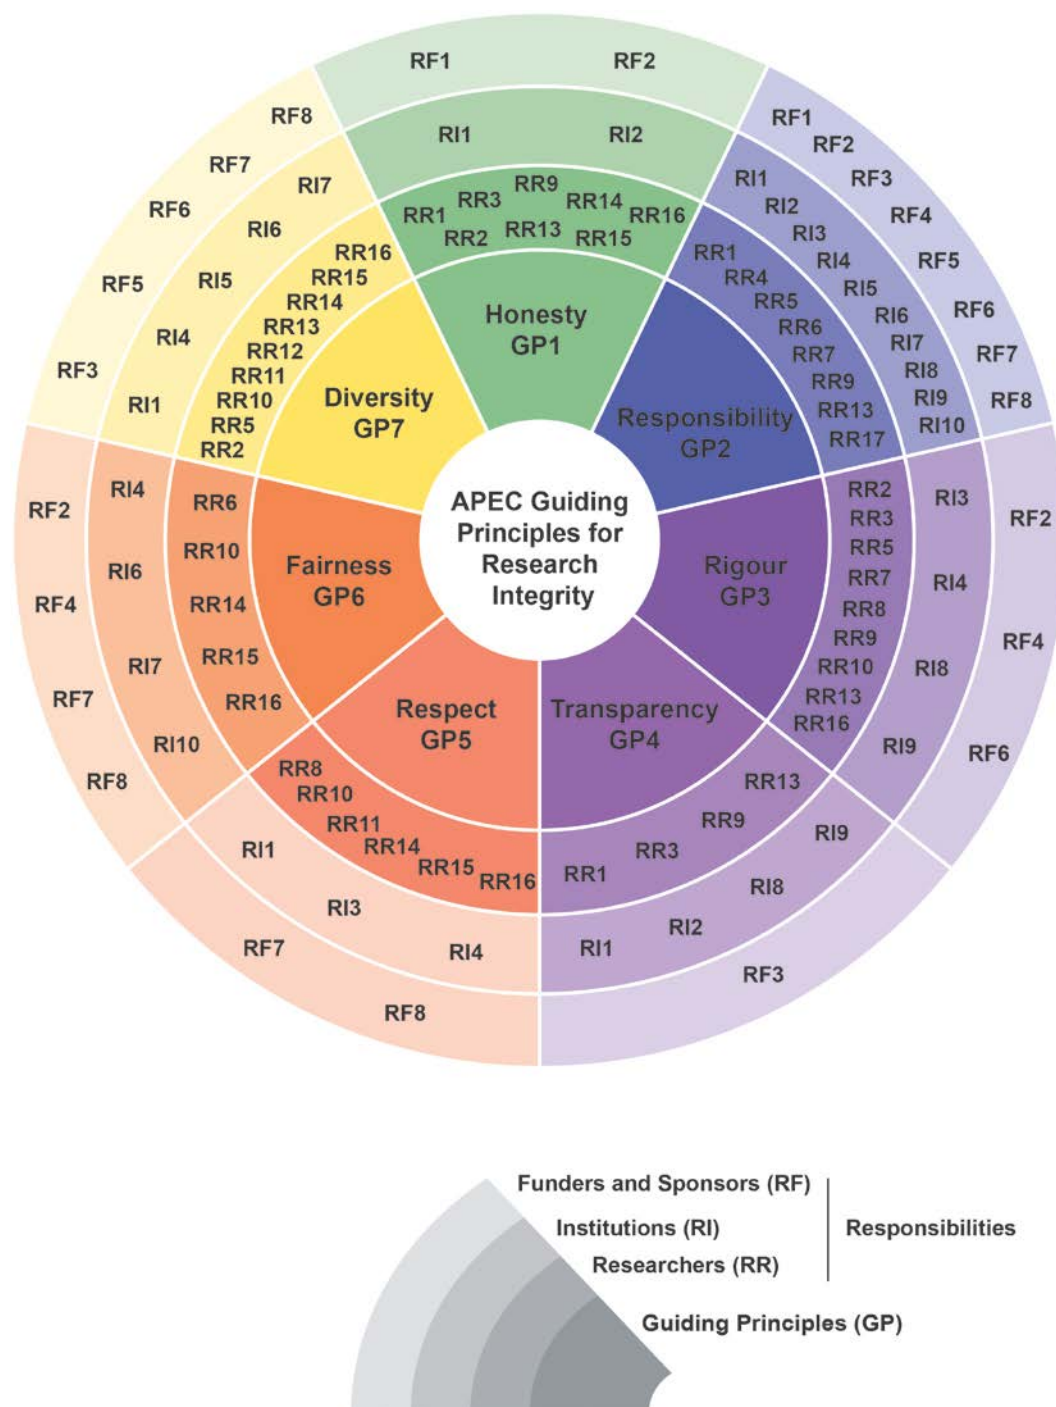 APEC Guiding
Principles for
Research
Integrity
Honesty
GP1
RR1
RR2
RR3
RR13
RR9
RR14
RR15
RR16
RI1
RI2
RF1
RF2
Responsibility
GP2
RR1
RR4
RR5
RR6
RR7
RR9
RR13
RR17
RI1
RI2
RI3
RI4
RI5
RI6
RI7
RI8
RI9
RI10
RF1
RF2
RF3
RF4
RF5
RF6
RF7
RF8
Rigour
GP3
RR2
RR3
RR5
RR7
RR8
RR9
RR10
RR13
RR16
RI3
RI4
RI8
RI9
RF2
RF4
RF6
Transparency
GP4
RR13
RR9
RR3
RR1
RI9
RI8
RI2
RI1
RF3
Respect
GP5
RR8
RR10
RR11
RR14
RR15
RR16
RI1
RI3
RI4
RF7
RF8
Fairness
GP6
RR6
RR10
RR14
RR15
RR16
RI4
RI6
RI7
RI10
RF2
RF4
RF7
RF8
Diversity
GP7
RR16
RR15
RR14
RR13
RR12
RR11
RR10
RR5
RR2
RI7
RI6
RI5
RI4
RI1
RF8
RF7
RF6
RF5
RF3
Funders and Sponsors (RF)
Institutions (RI)
Researchers (RR)
Responsibilities
Guiding Principles (GP)